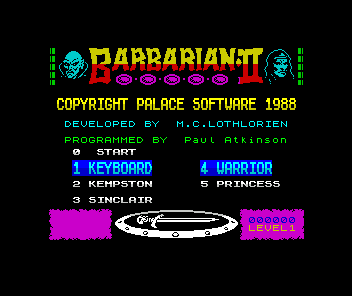 BARBARIAN·II
COPYRIGHT PALACE SOFTWARE 1988
DEVELOPED BY M.C.LOTHLORIEN
PROGRAMMED BY Paul Atkinson
0 START
1 KEYBOARD 4 WARRIOR
2 KEMPSTON 5 PRINCESS
3 SINCLAIR
000000
LEVEL1